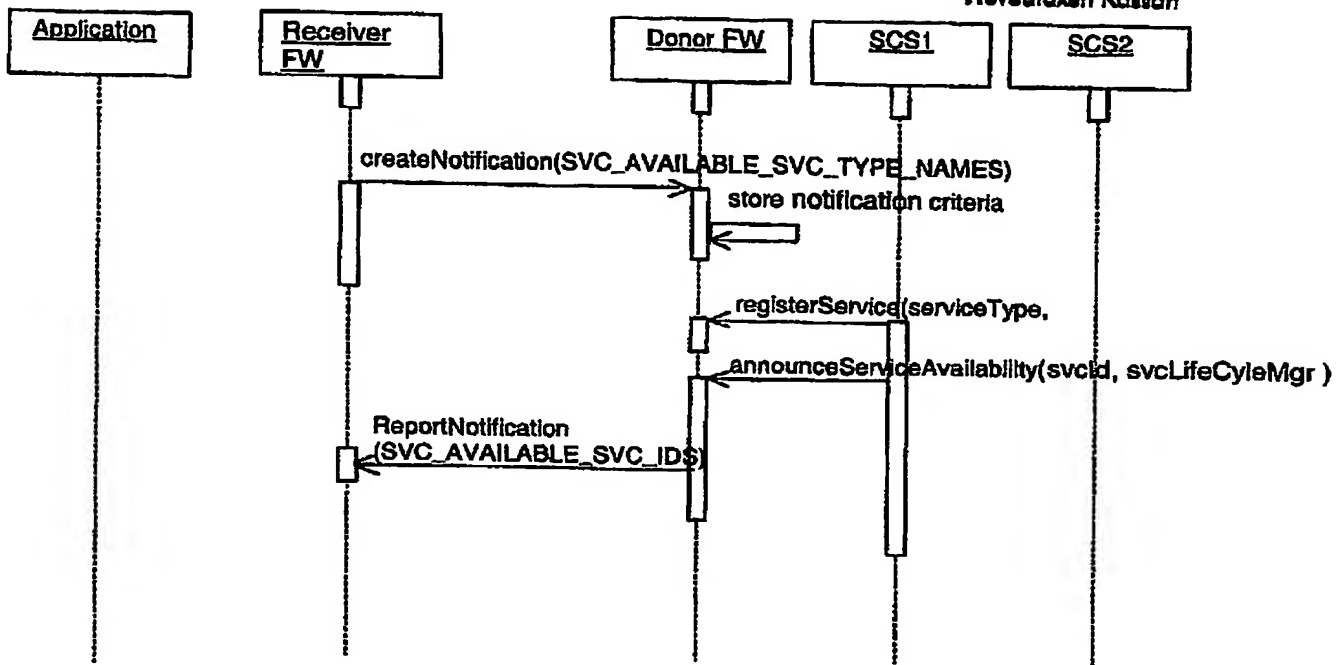 Application
Receiver
FW
Donor FW
SCS1
SCS2
createNotification(SVC_AVAILABLE_SVC_TYPE_NAMES)
store notification criteria
registerService(serviceType,
announceServiceAvailability(svcId, svcLifeCyleMgr )
ReportNotification
(SVC_AVAILABLE_SVC_IDS)